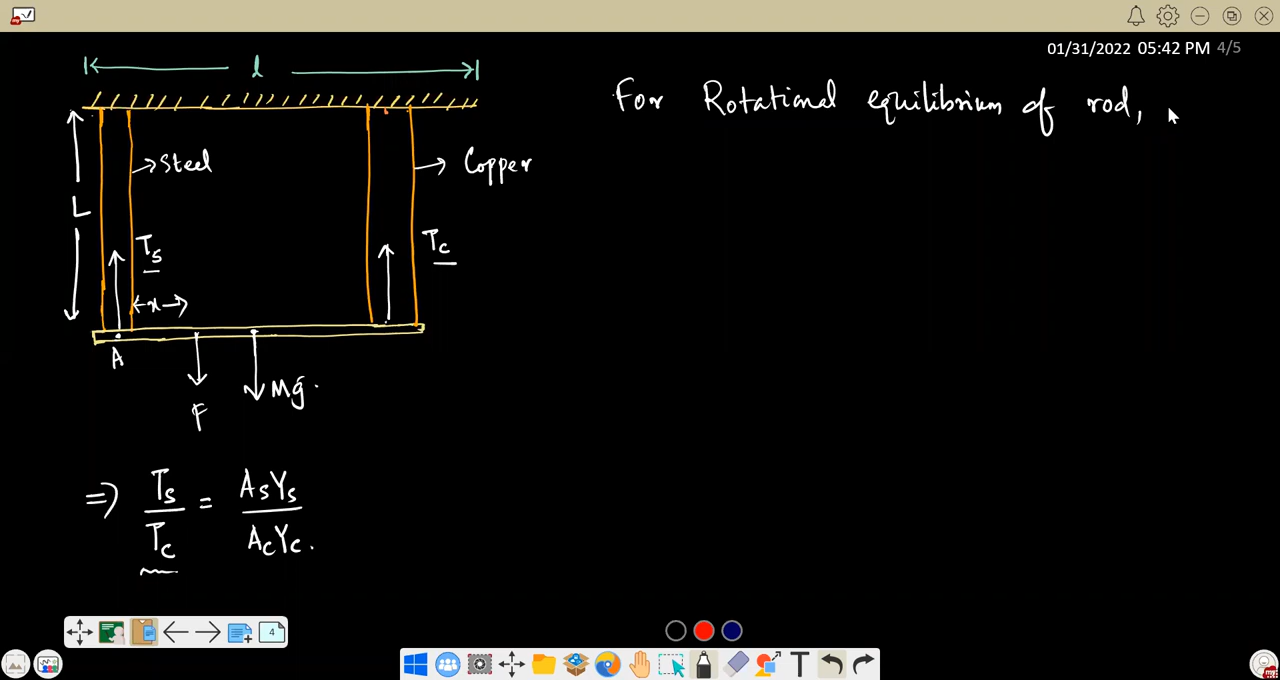 01/31/2022 05:42 PM 4/5
l
For Rotational equilibrium of rod,
Steel
Copper
L
Ts
Tc
x
A
Mg.
F
⇒ Ts/Tc = AsYs/AcYc.
4
T